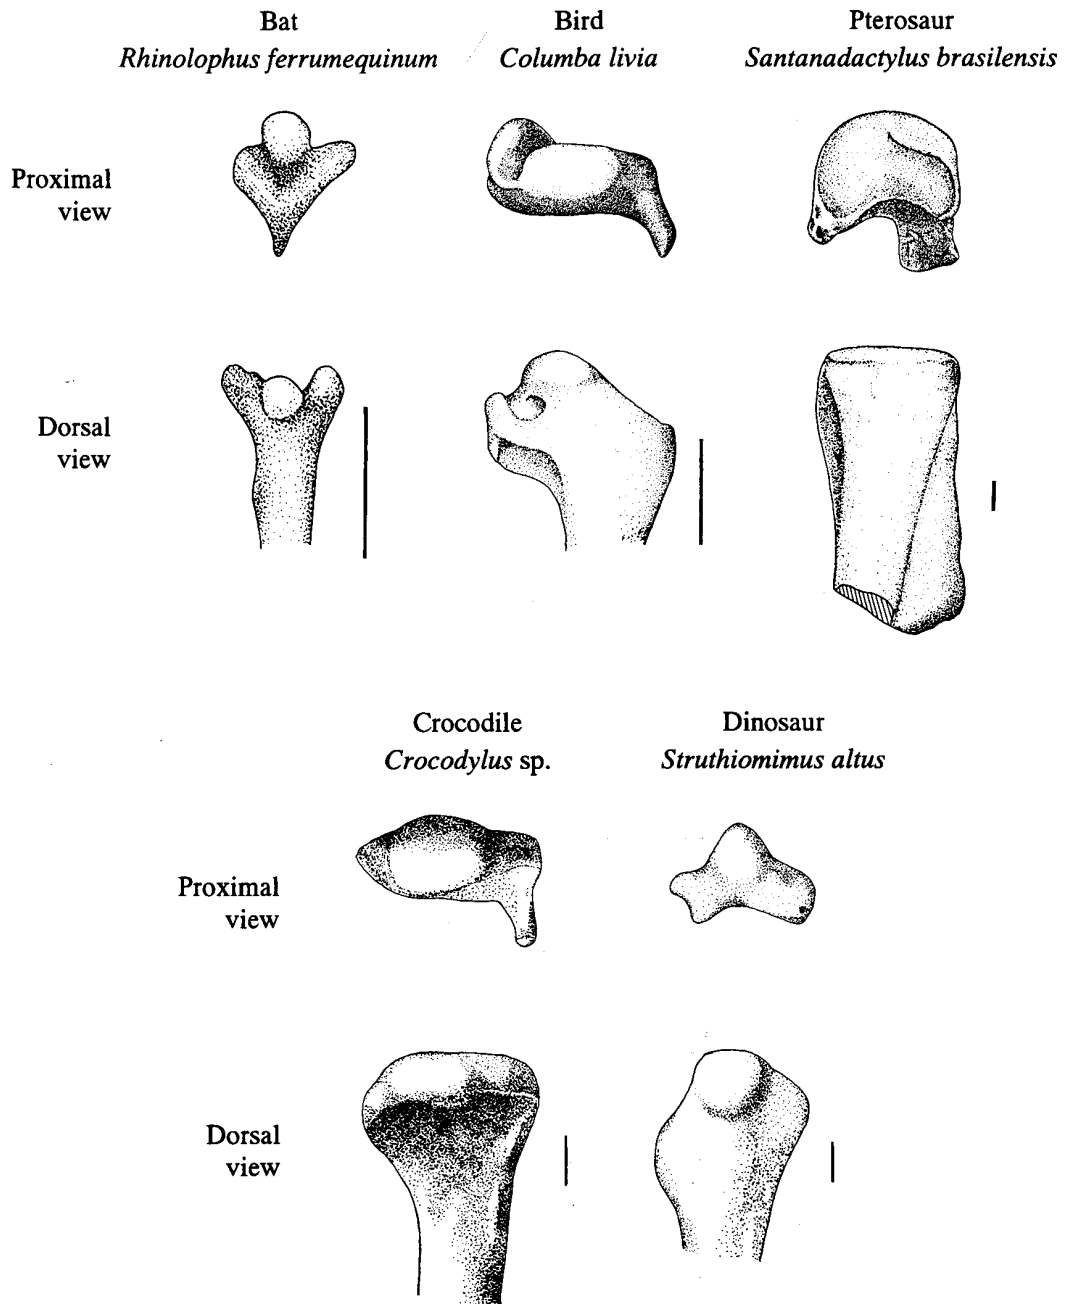 Bat
Rhinolophus ferrumequinum
Bird
Columba livia
Pterosaur
Santanadactylus brasilensis
Proximal
view
Dorsal
view
Crocodile
Crocodylus sp.
Dinosaur
Struthiomimus altus
Proximal
view
Dorsal
view